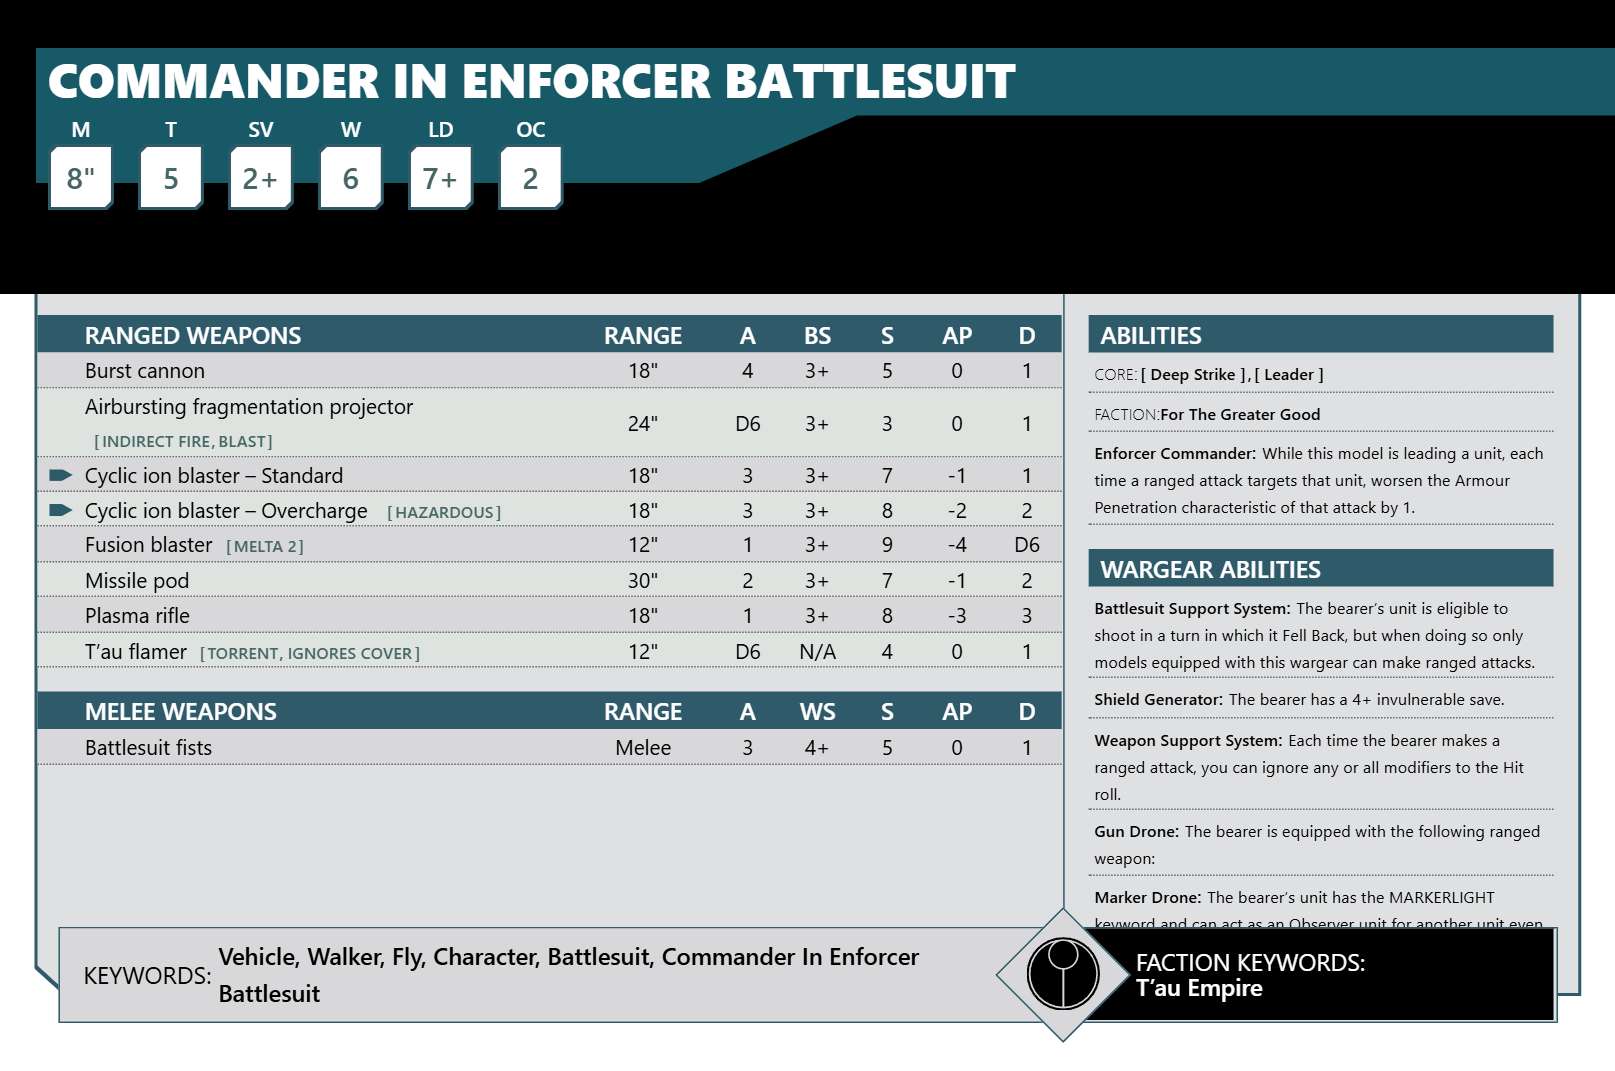 COMMANDER IN ENFORCER BATTLESUIT
M T SV W LD OC
8" 5 2+ 6 7+ 2
RANGED WEAPONS RANGE A BS S AP D
Burst cannon 18" 4 3+ 5 0 1
Airbursting fragmentation projector
[INDIRECT FIRE, BLAST] 24" D6 3+ 3 0 1
Cyclic ion blaster – Standard 18" 3 3+ 7 -1 1
Cyclic ion blaster – Overcharge [HAZARDOUS] 18" 3 3+ 8 -2 2
Fusion blaster [MELTA 2] 12" 1 3+ 9 -4 D6
Missile pod 30" 2 3+ 7 -1 2
Plasma rifle 18" 1 3+ 8 -3 3
T’au flamer [TORRENT, IGNORES COVER] 12" D6 N/A 4 0 1
MELEE WEAPONS RANGE A WS S AP D
Battlesuit fists Melee 3 4+ 5 0 1
ABILITIES
CORE: [ Deep Strike ],[ Leader ]
FACTION:For The Greater Good
Enforcer Commander: While this model is leading a unit, each
time a ranged attack targets that unit, worsen the Armour
Penetration characteristic of that attack by 1.
WARGEAR ABILITIES
Battlesuit Support System: The bearer’s unit is eligible to
shoot in a turn in which it Fell Back, but when doing so only
models equipped with this wargear can make ranged attacks.
Shield Generator: The bearer has a 4+ invulnerable save.
Weapon Support System: Each time the bearer makes a
ranged attack, you can ignore any or all modifiers to the Hit
roll.
Gun Drone: The bearer is equipped with the following ranged
weapon:
Marker Drone: The bearer’s unit has the MARKERLIGHT
keyword and can act as an Observer unit for another unit even
KEYWORDS: Vehicle, Walker, Fly, Character, Battlesuit, Commander In Enforcer
Battlesuit
FACTION KEYWORDS:
T’au Empire